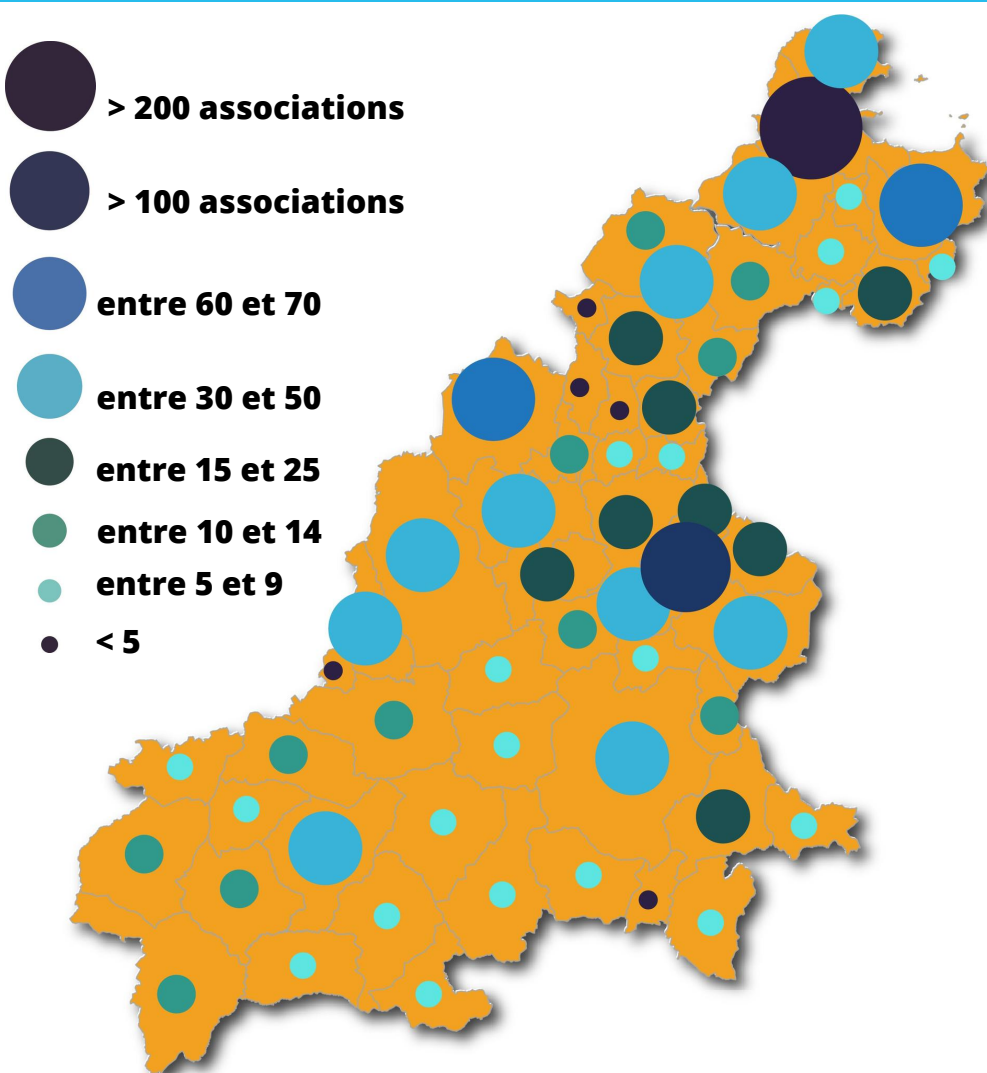 > 200 associations
> 100 associations
entre 60 et 70
entre 30 et 50
entre 15 et 25
entre 10 et 14
entre 5 et 9
< 5